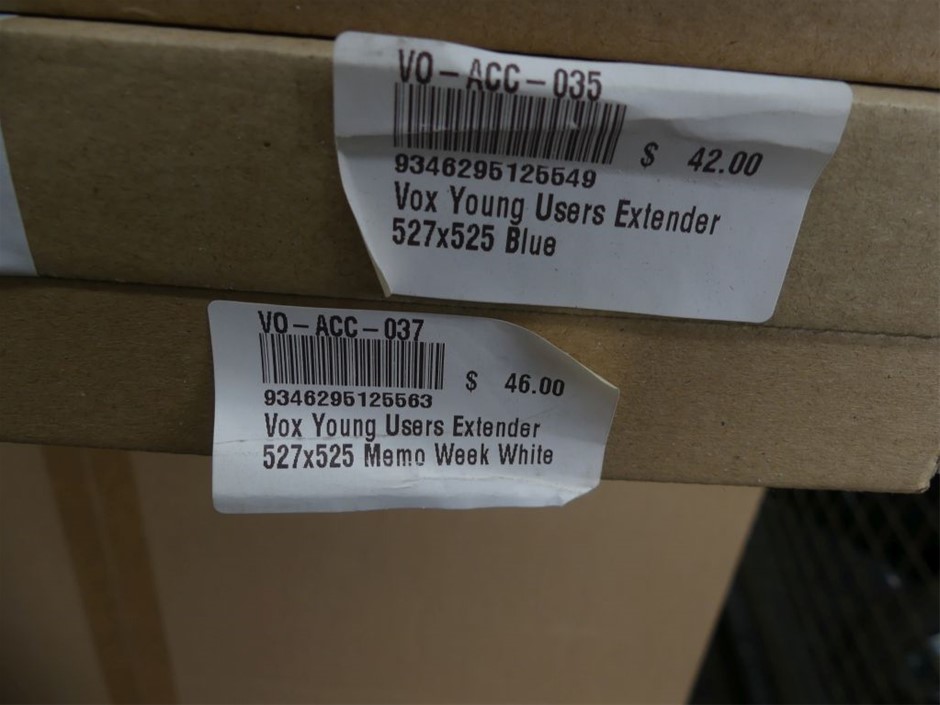 VO-ACC-035
$ 42.00
9346295125549
Vox Young Users Extender
527x525 Blue
VO-ACC-037
$ 46.00
9346295125563
Vox Young Users Extender
527x525 Memo Week White